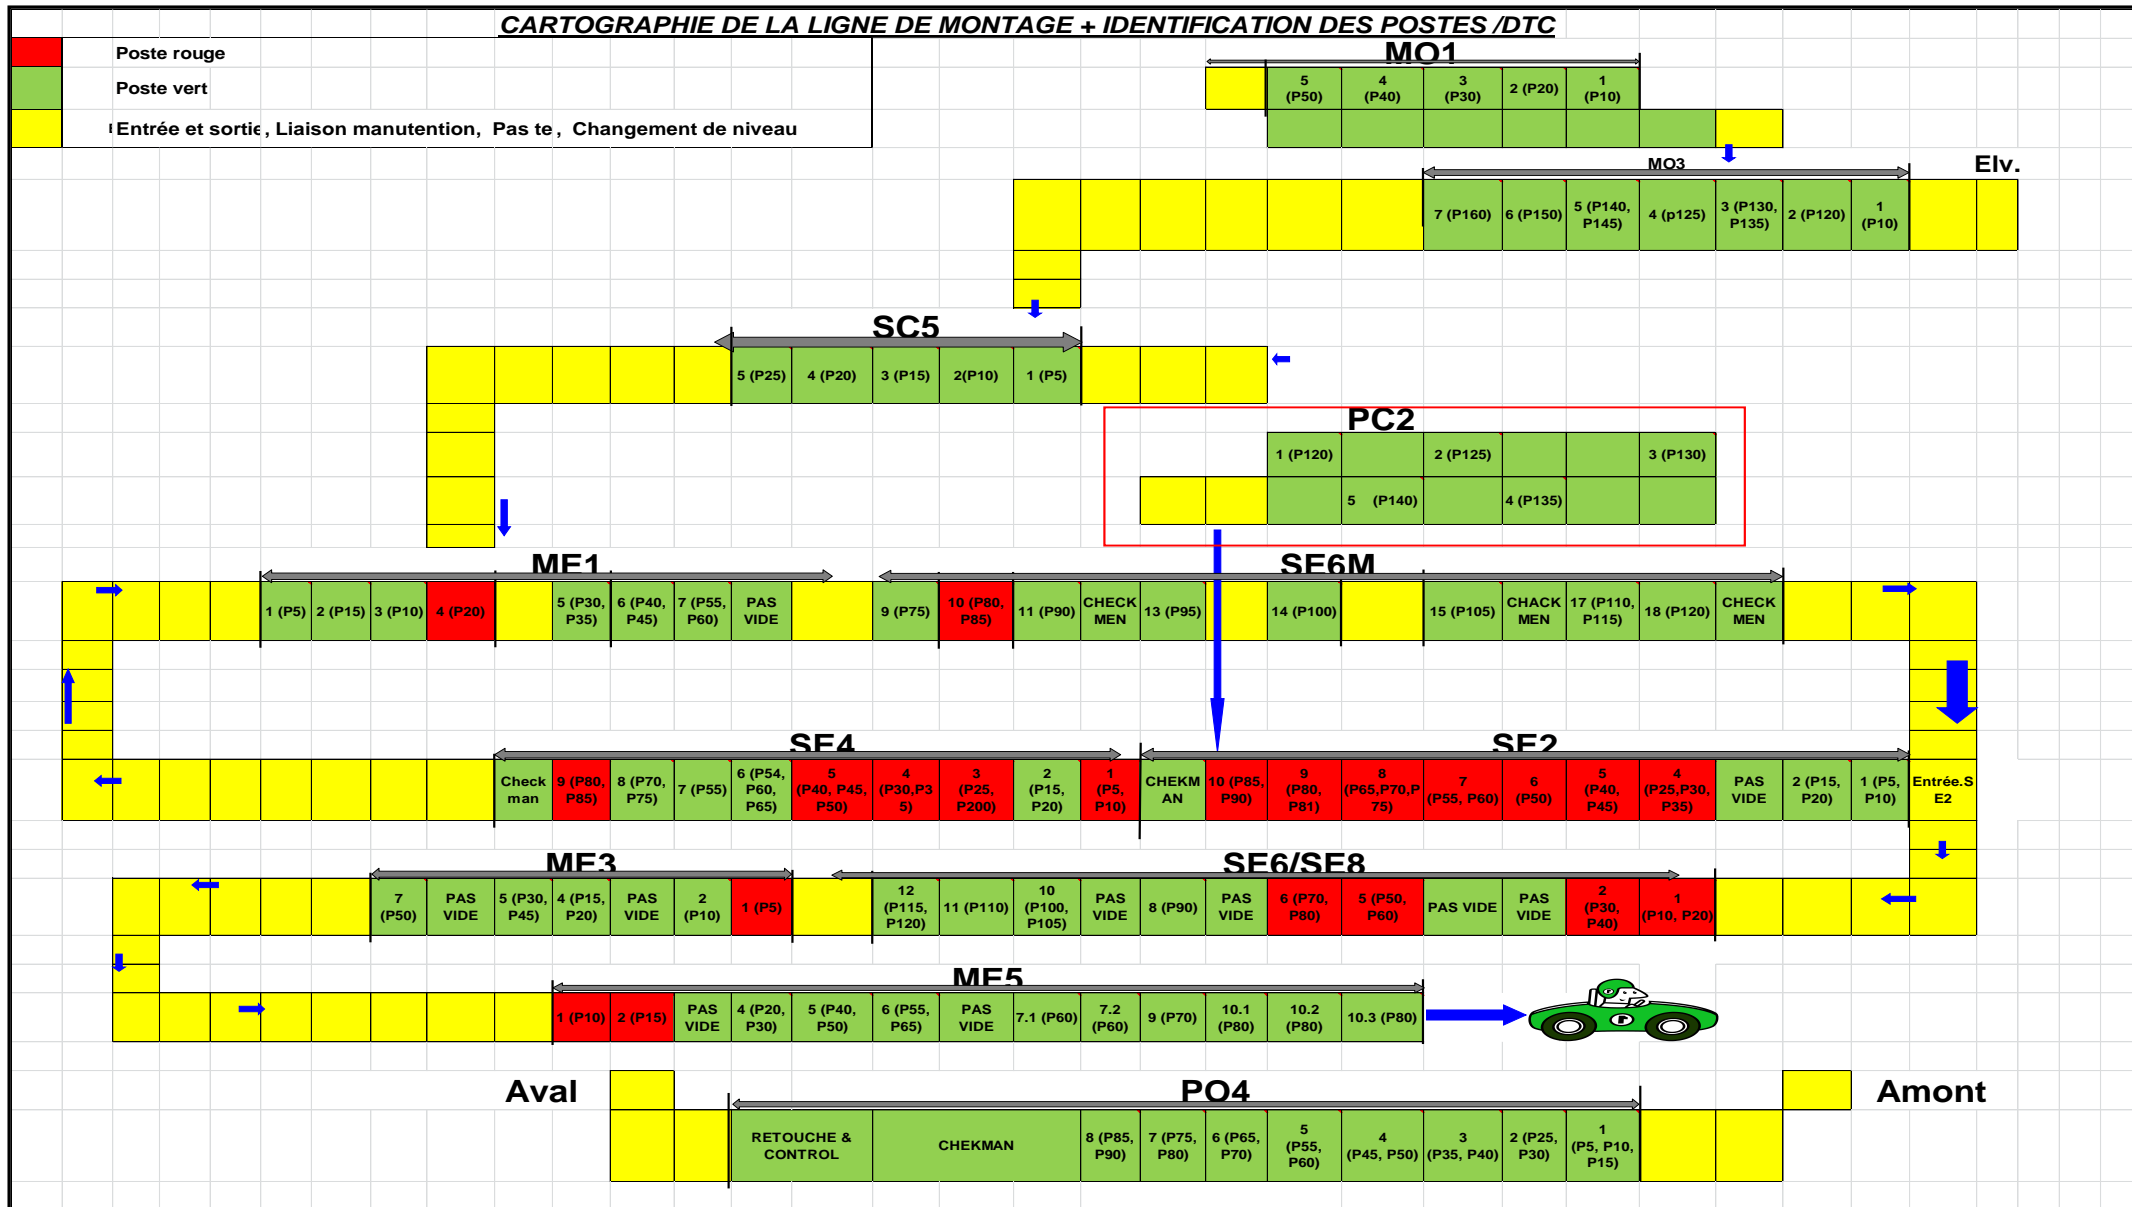 CARTOGRAPHIE DE LA LIGNE DE MONTAGE + IDENTIFICATION DES POSTES /DTC
Poste rouge
Poste vert
Entrée et sortie, Liaison manutention, Pas te, Changement de niveau
MO1
5
(P50)
4
(P40)
3
(P30)
2 (P20)
1
(P10)
MO3
Elv.
7 (P160)
6 (P150)
5 (P140,
P145)
4 (p125)
3 (P130,
P135)
2 (P120)
1
(P10)
SC5
5 (P25)
4 (P20)
3 (P15)
2(P10)
1 (P5)
PC2
1 (P120)
2 (P125)
3 (P130)
5 (P140)
4 (P135)
ME1
SE6M
1 (P5)
2 (P15)
3 (P10)
4 (P20)
5 (P30,
P35)
6 (P40,
P45)
7 (P55,
P60)
PAS
VIDE
9 (P75)
10 (P80,
P85)
11 (P90)
CHECK
MEN
13 (P95)
14 (P100)
15 (P105)
CHACK
MEN
17 (P110,
P115)
18 (P120)
CHECK
MEN
SE4
SE2
Check
man
9 (P80,
P85)
8 (P70,
P75)
7 (P55)
6 (P54,
P60,
P65)
5
(P40, P45,
P50)
4
(P30,P3
5)
3
(P25,
P200)
2
(P15,
P20)
1
(P5,
P10)
CHEKM
AN
10 (P85,
P90)
9
(P80,
P81)
8
(P65,P70,P
75)
7
(P55, P60)
6
(P50)
5
(P40,
P45)
4
(P25,P30,
P35)
PAS
VIDE
2 (P15,
P20)
1 (P5,
P10)
Entrée.S
E2
ME3
SE6/SE8
7
(P50)
PAS
VIDE
5 (P30,
P45)
4 (P15,
P20)
PAS
VIDE
2
(P10)
1 (P5)
12
(P115,
P120)
11 (P110)
10
(P100,
P105)
PAS
VIDE
8 (P90)
PAS
VIDE
6 (P70,
P80)
5 (P50,
P60)
PAS VIDE
PAS
VIDE
2
(P30,
P40)
1
(P10, P20)
ME5
1 (P10)
2 (P15)
PAS
VIDE
4 (P20,
P30)
5 (P40,
P50)
6 (P55,
P65)
PAS
VIDE
7.1 (P60)
7.2
(P60)
9 (P70)
10.1
(P80)
10.2
(P80)
10.3 (P80)
Aval
PO4
Amont
RETOUCHE &
CONTROL
CHEKMAN
8 (P85,
P90)
7 (P75,
P80)
6 (P65,
P70)
5
(P55,
P60)
4
(P45, P50)
3
(P35, P40)
2 (P25,
P30)
1
(P5, P10,
P15)